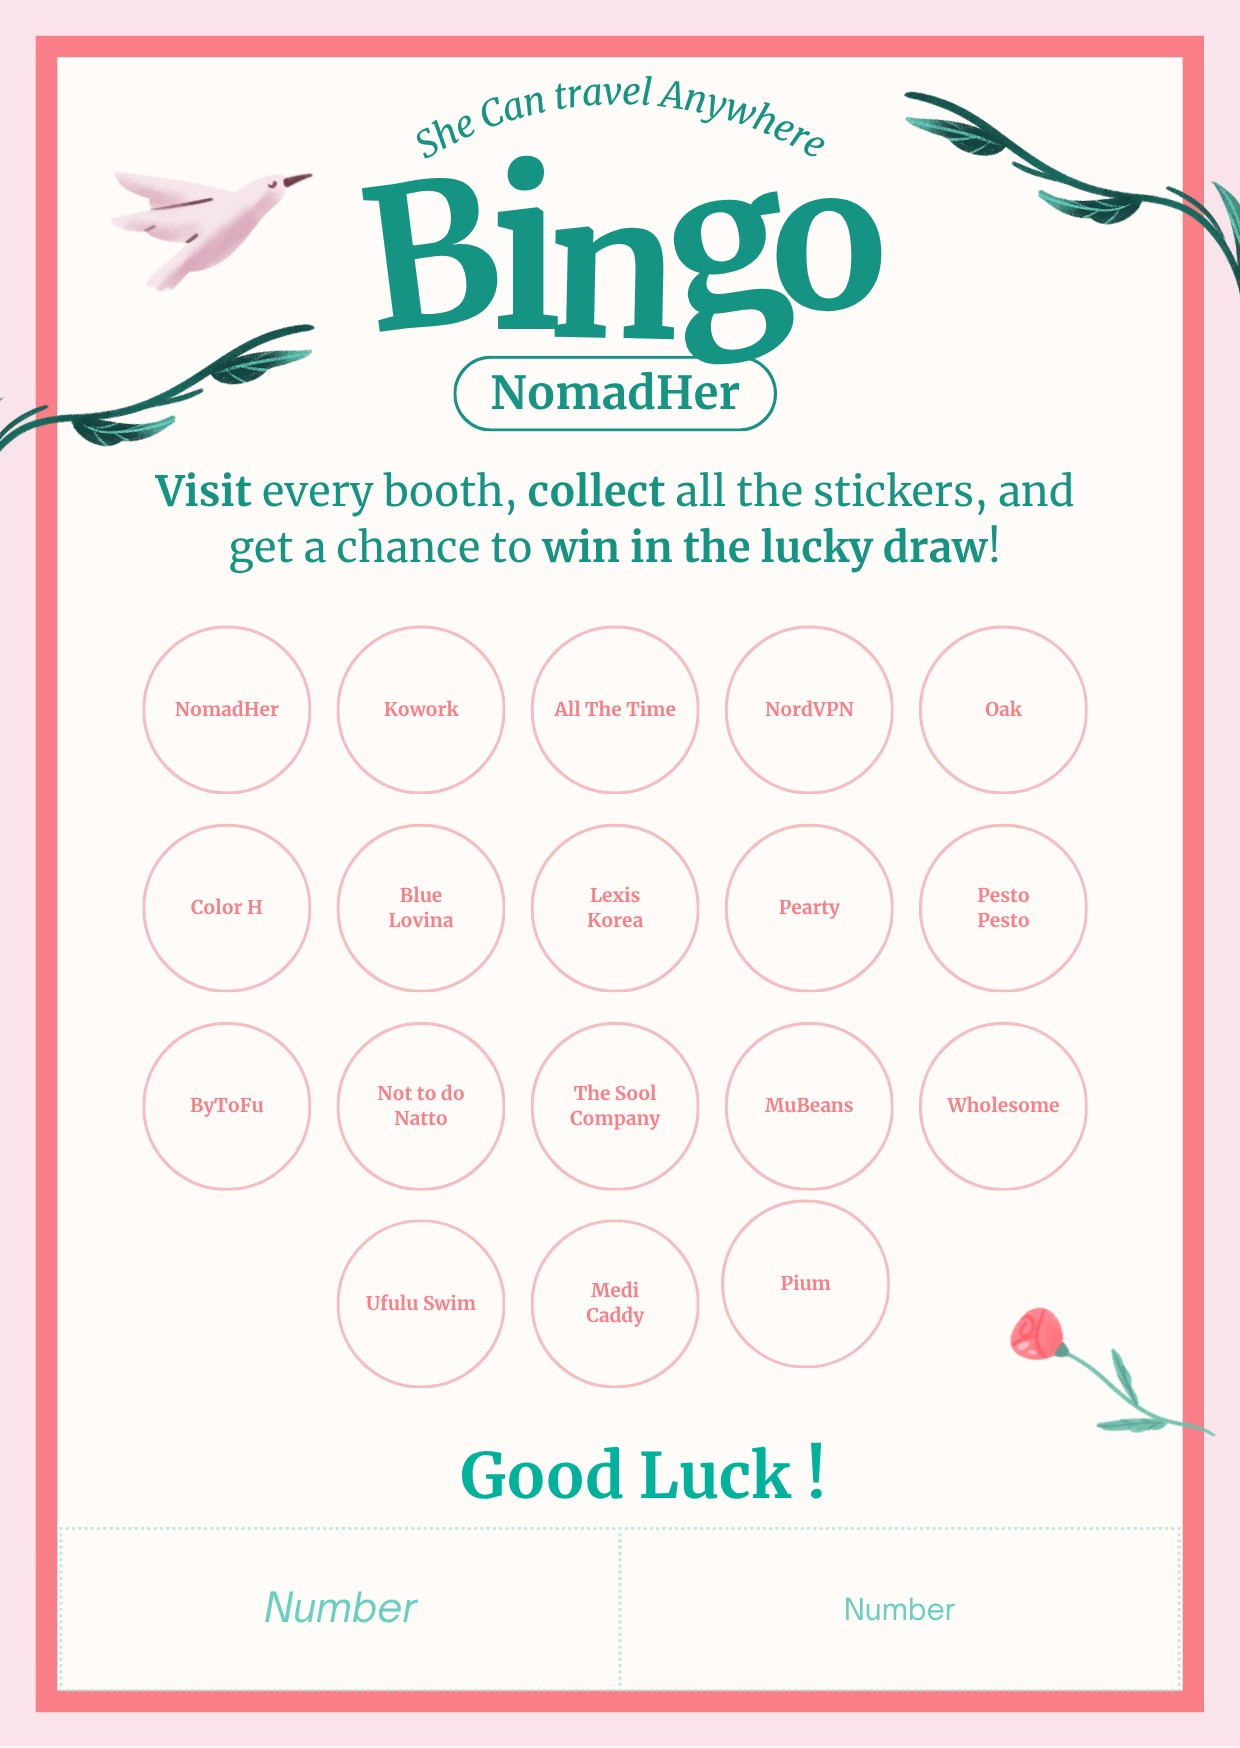 She Can travel Anywhere
Bingo
NomadHer
Visit every booth, collect all the stickers, and
get a chance to win in the lucky draw!
NomadHer
Kowork
All The Time
NordVPN
Oak
Color H
Blue
Lovina
Lexis
Korea
Pearty
Pesto
Pesto
ByToFu
Not to do
Natto
The Sool
Company
MuBeans
Wholesome
Ufulu Swim
Medi
Caddy
Pium
Good Luck !
Number
Number